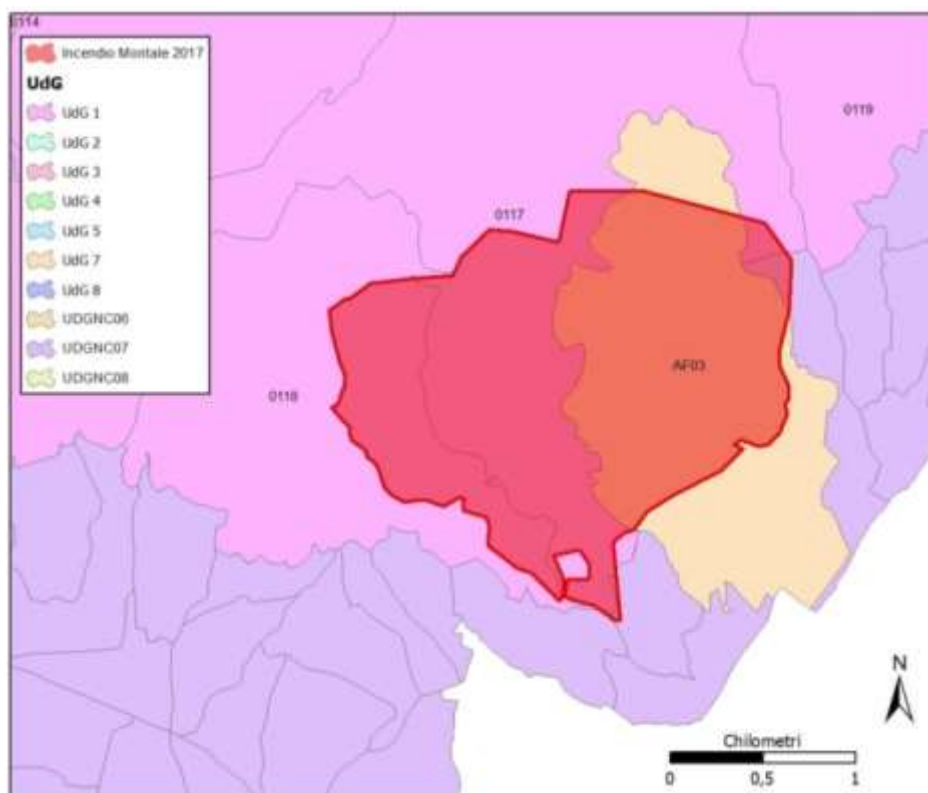 0114
Incendio Montale 2017
UdG
UdG 1
UdG 2
UdG 3
UdG 4
UdG 5
UdG 7
UdG 8
UDGNC06
UDGNC07
UDGNC08
0119
0117
AF03
0118
N
Chilometri
0 0,5 1